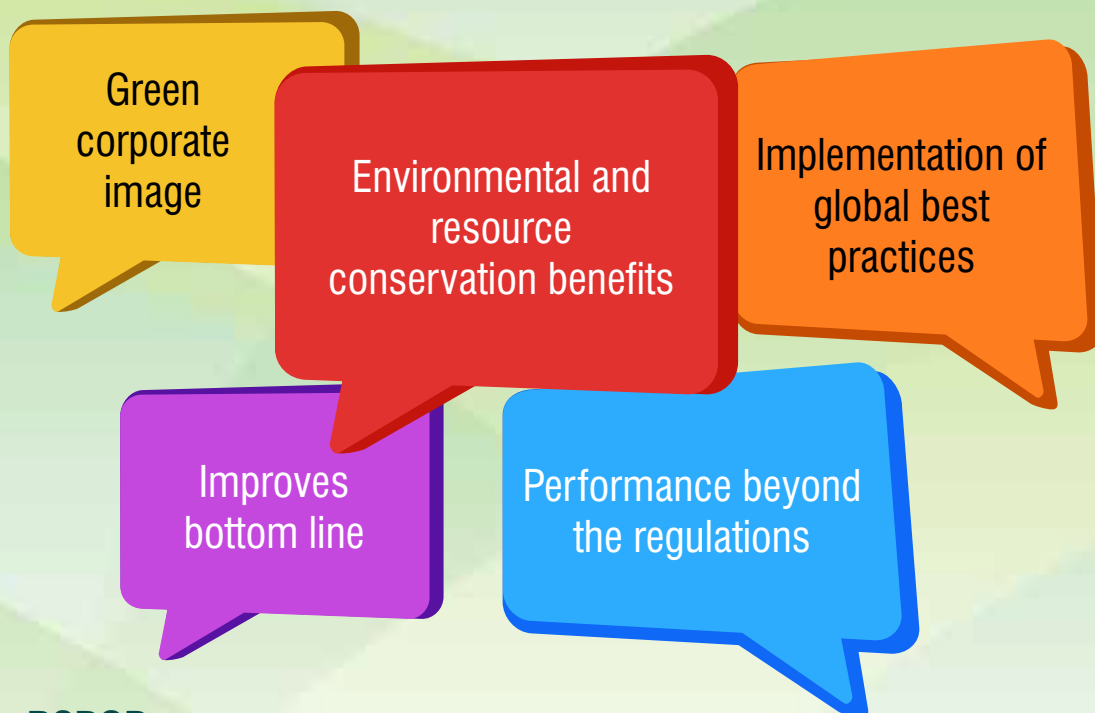 Green
corporate
image
Environmental and
resource
conservation benefits
Implementation of
global best
practices
Improves
bottom line
Performance beyond
the regulations